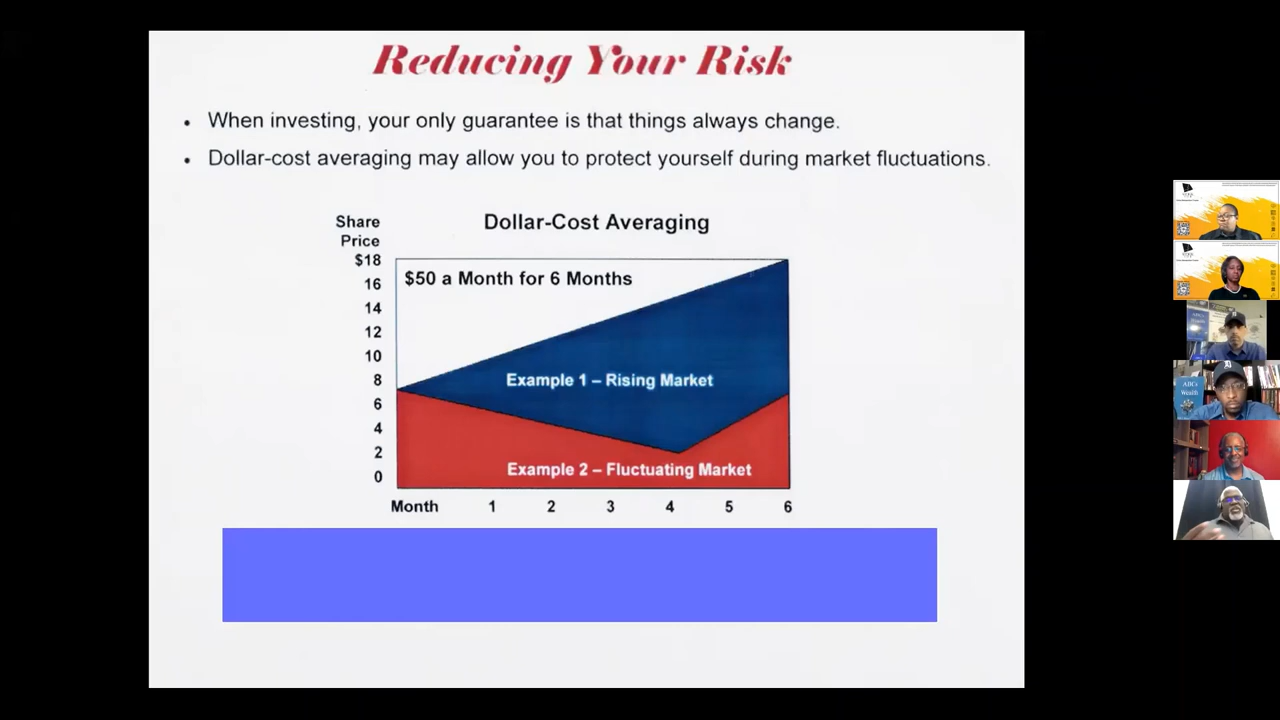 Reducing Your Risk
• When investing, your only guarantee is that things always change.
• Dollar-cost averaging may allow you to protect yourself during market fluctuations.
Share
Price
Dollar-Cost Averaging
$18
$50 a Month for 6 Months
16
14
12
10
8
Example 1 – Rising Market
6
4
2
Example 2 – Fluctuating Market
0
Month 1 2 3 4 5 6
ABCs
Wealth